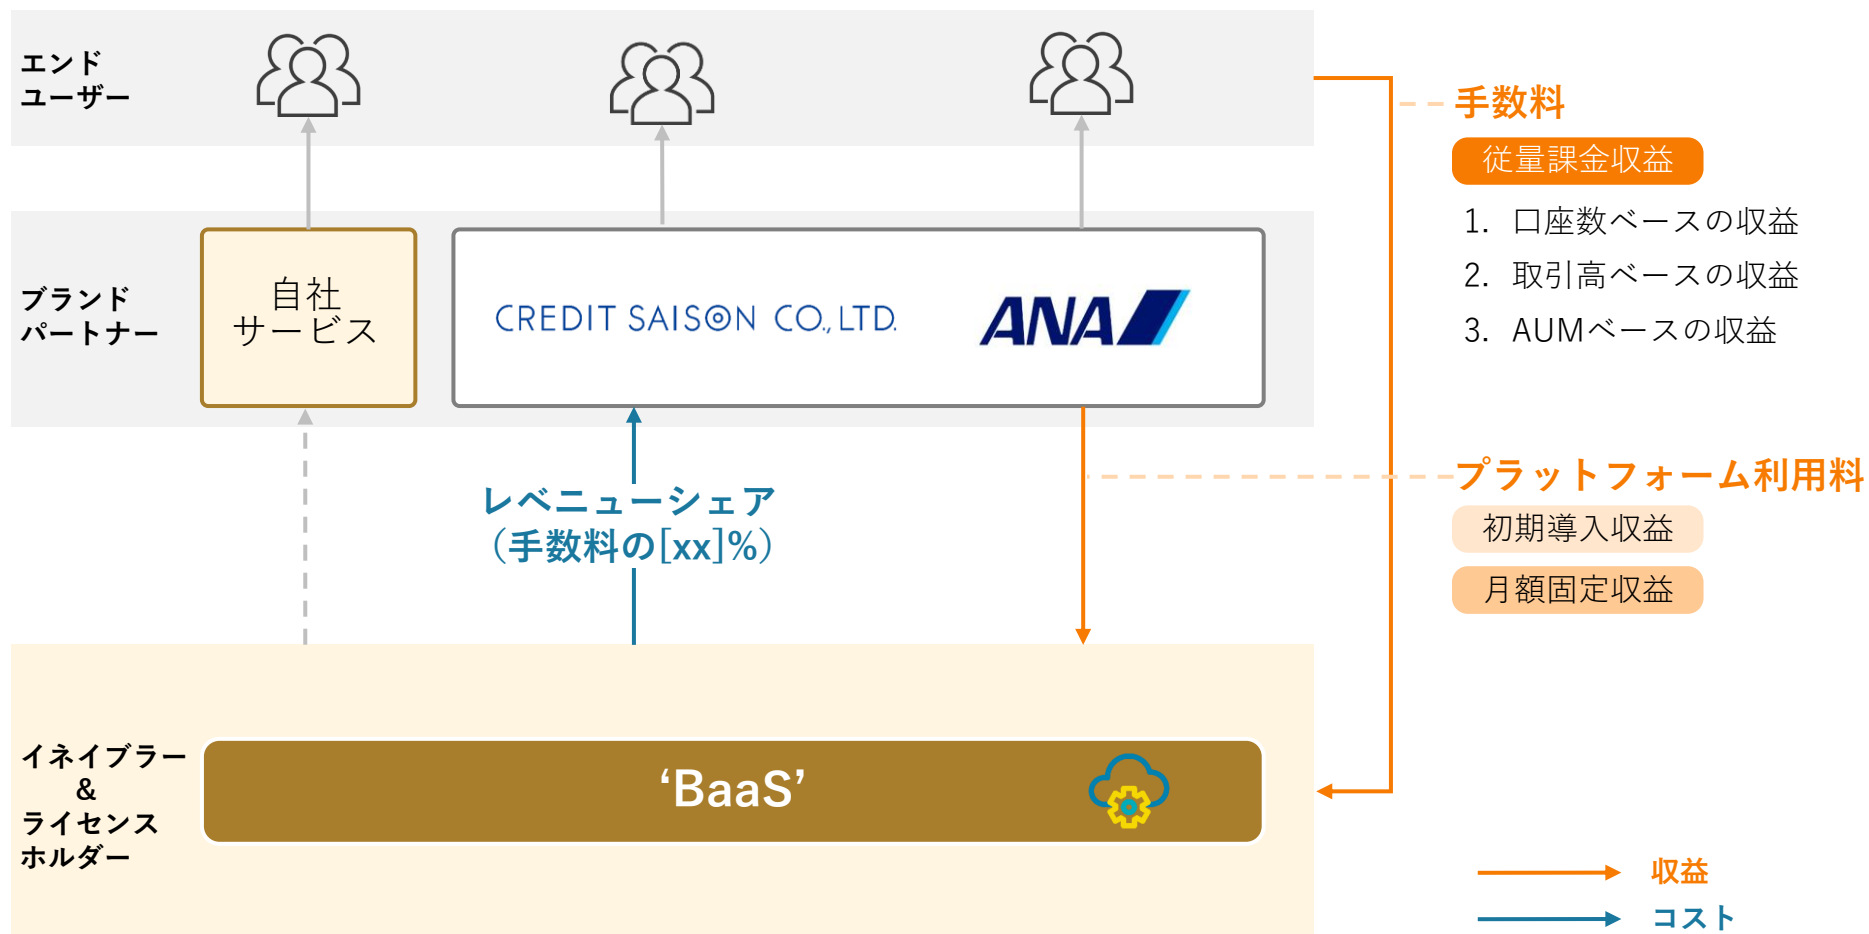 エンド
ユーザー
手数料
従量課金収益
1. 口座数ベースの収益
2. 取引高ベースの収益
3. AUMベースの収益
ブランド
パートナー
自社
サービス
CREDIT SAISON CO., LTD.
ANA
レベニューシェア
（手数料の[xx]%）
プラットフォーム利用料
初期導入収益
月額固定収益
イネイブラー
&
ライセンス
ホルダー
‘BaaS’
収益
コスト